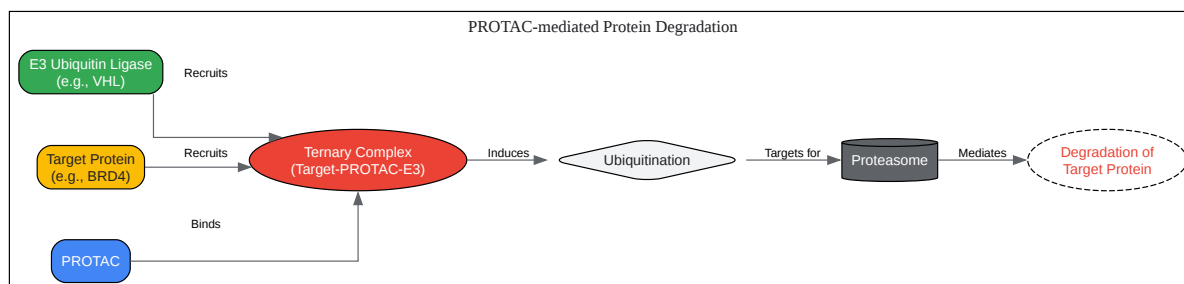 PROTAC-mediated Protein Degradation
E3 Ubiquitin Ligase
(e.g., VHL)
Recruits
Target Protein
(e.g., BRD4)
Recruits
Ternary Complex
(Target-PROTAC-E3)
Induces
Ubiquitination
Targets for
Proteasome
Mediates
Degradation of
Target Protein
Binds
PROTAC